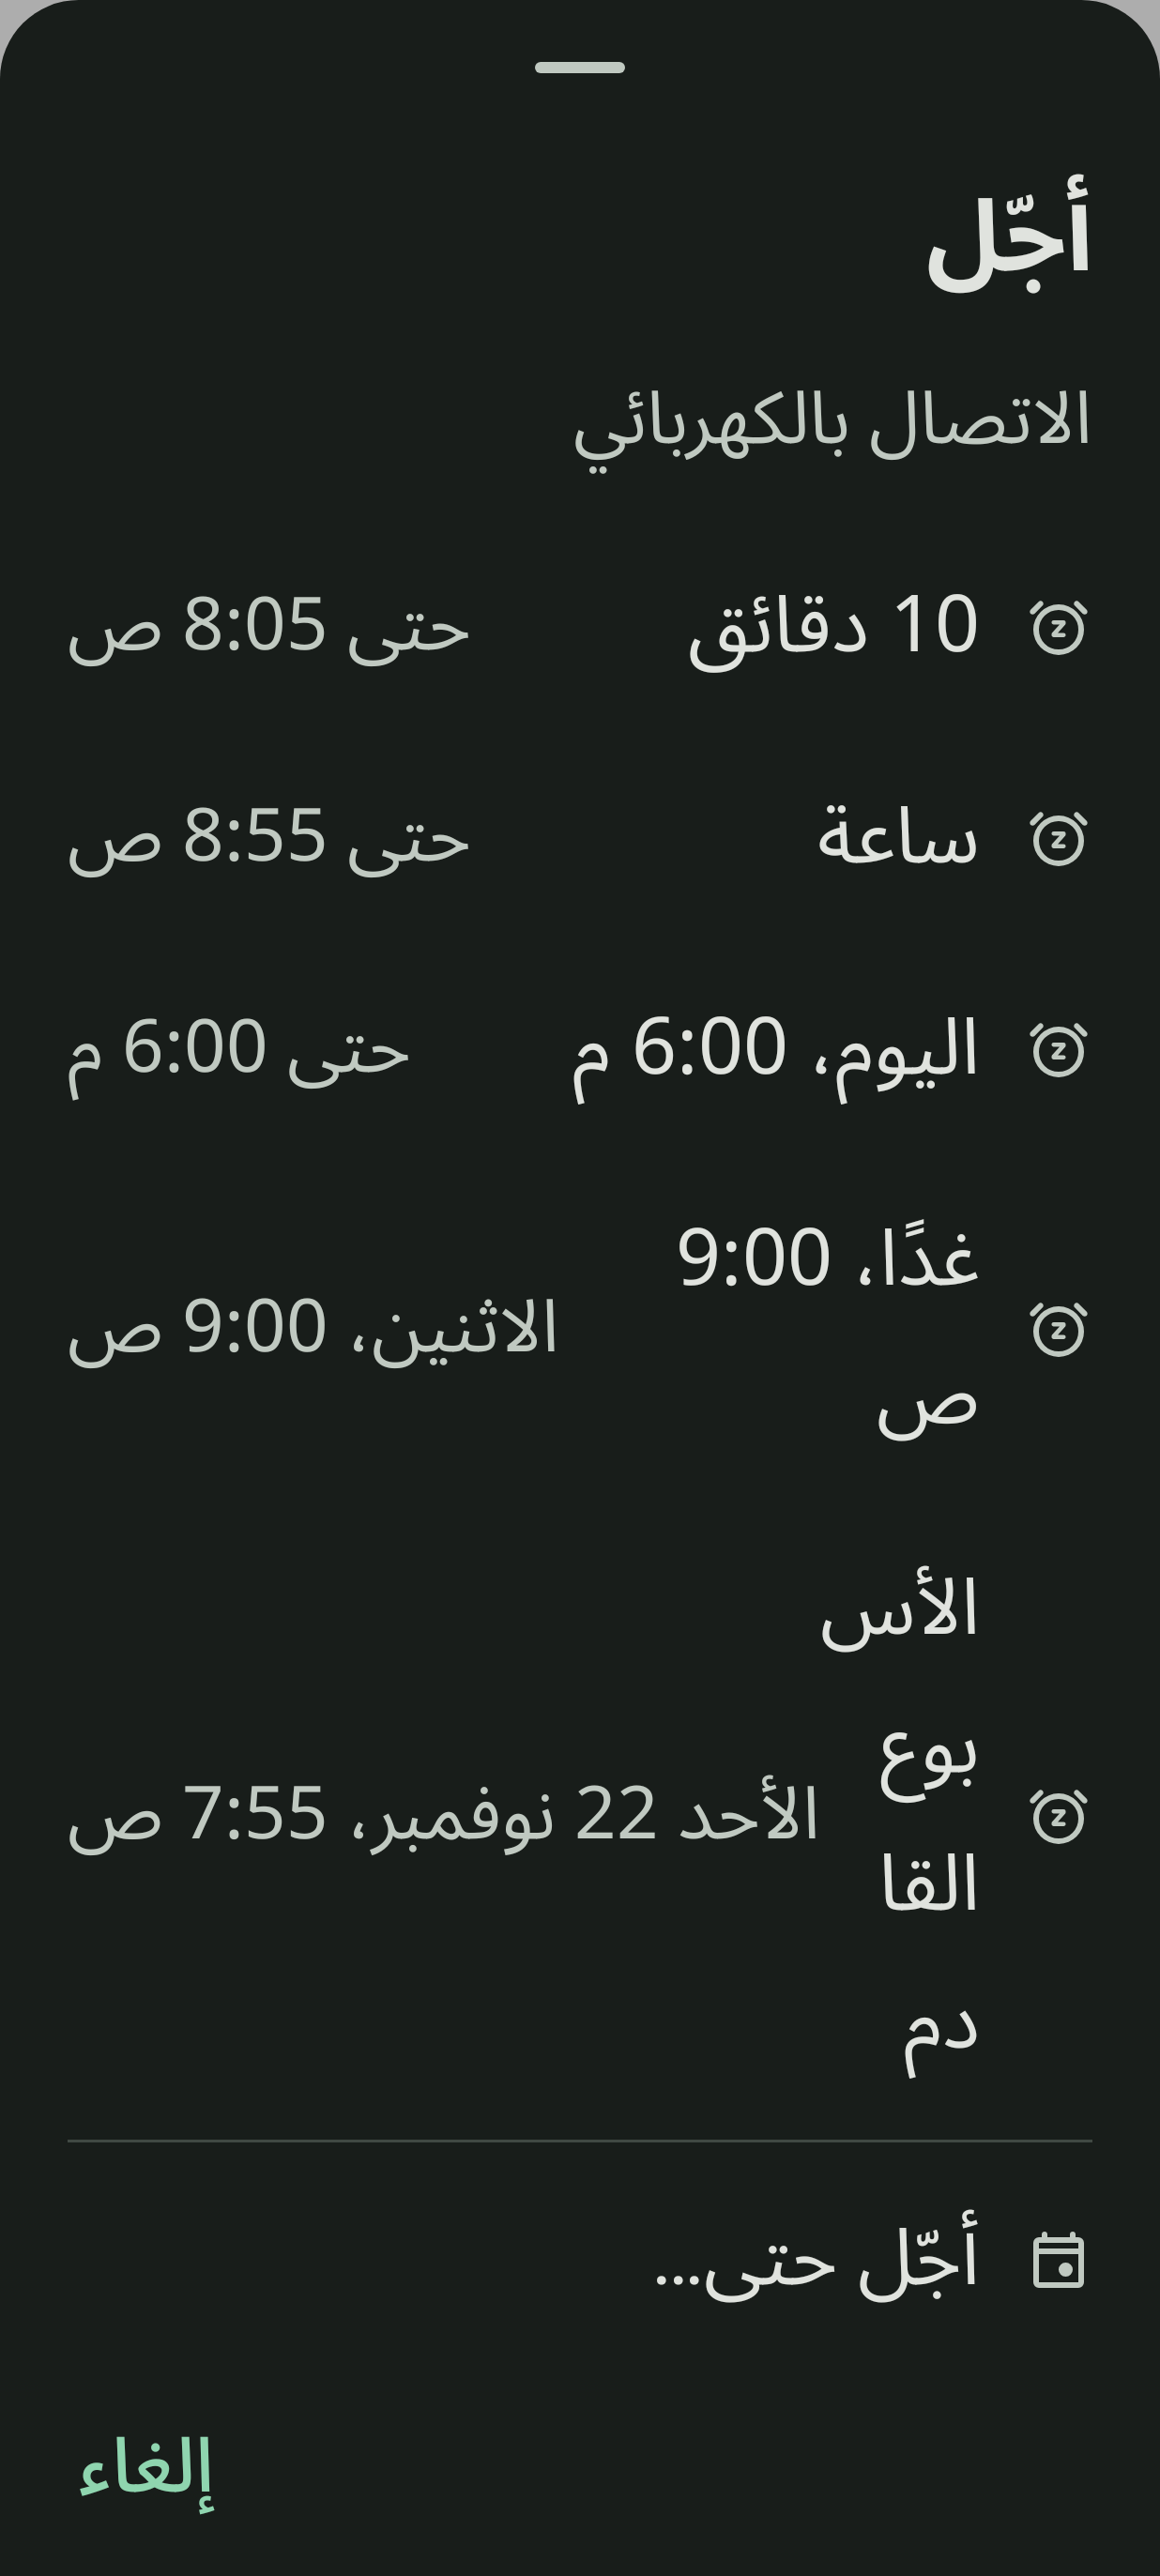 أجّل
الاتصال بالكهربائي
10 دقائق
حتى 8:05 ص
ساعة
حتى 8:55 ص
اليوم، 6:00 م
حتى 6:00 م
غدًا، 9:00
ص
الاثنين، 9:00 ص
الأس
بوع
القا
دم
الأحد 22 نوفمبر، 7:55 ص
أجّل حتى...
إلغاء